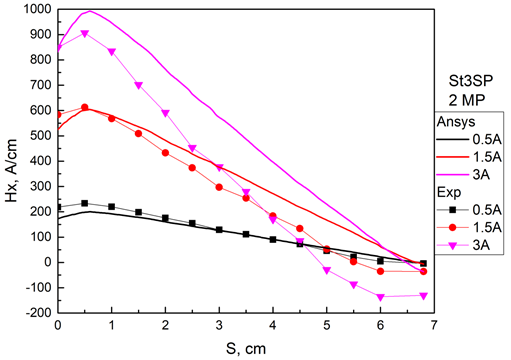 1000
900
800
700
600
500
400
300
200
100
0
-100
-200
Hx, A/cm
0 1 2 3 4 5 6 7
S, cm
St3SP
2 MP
Ansys
0.5A
1.5A
3A
Exp
0.5A
1.5A
3A